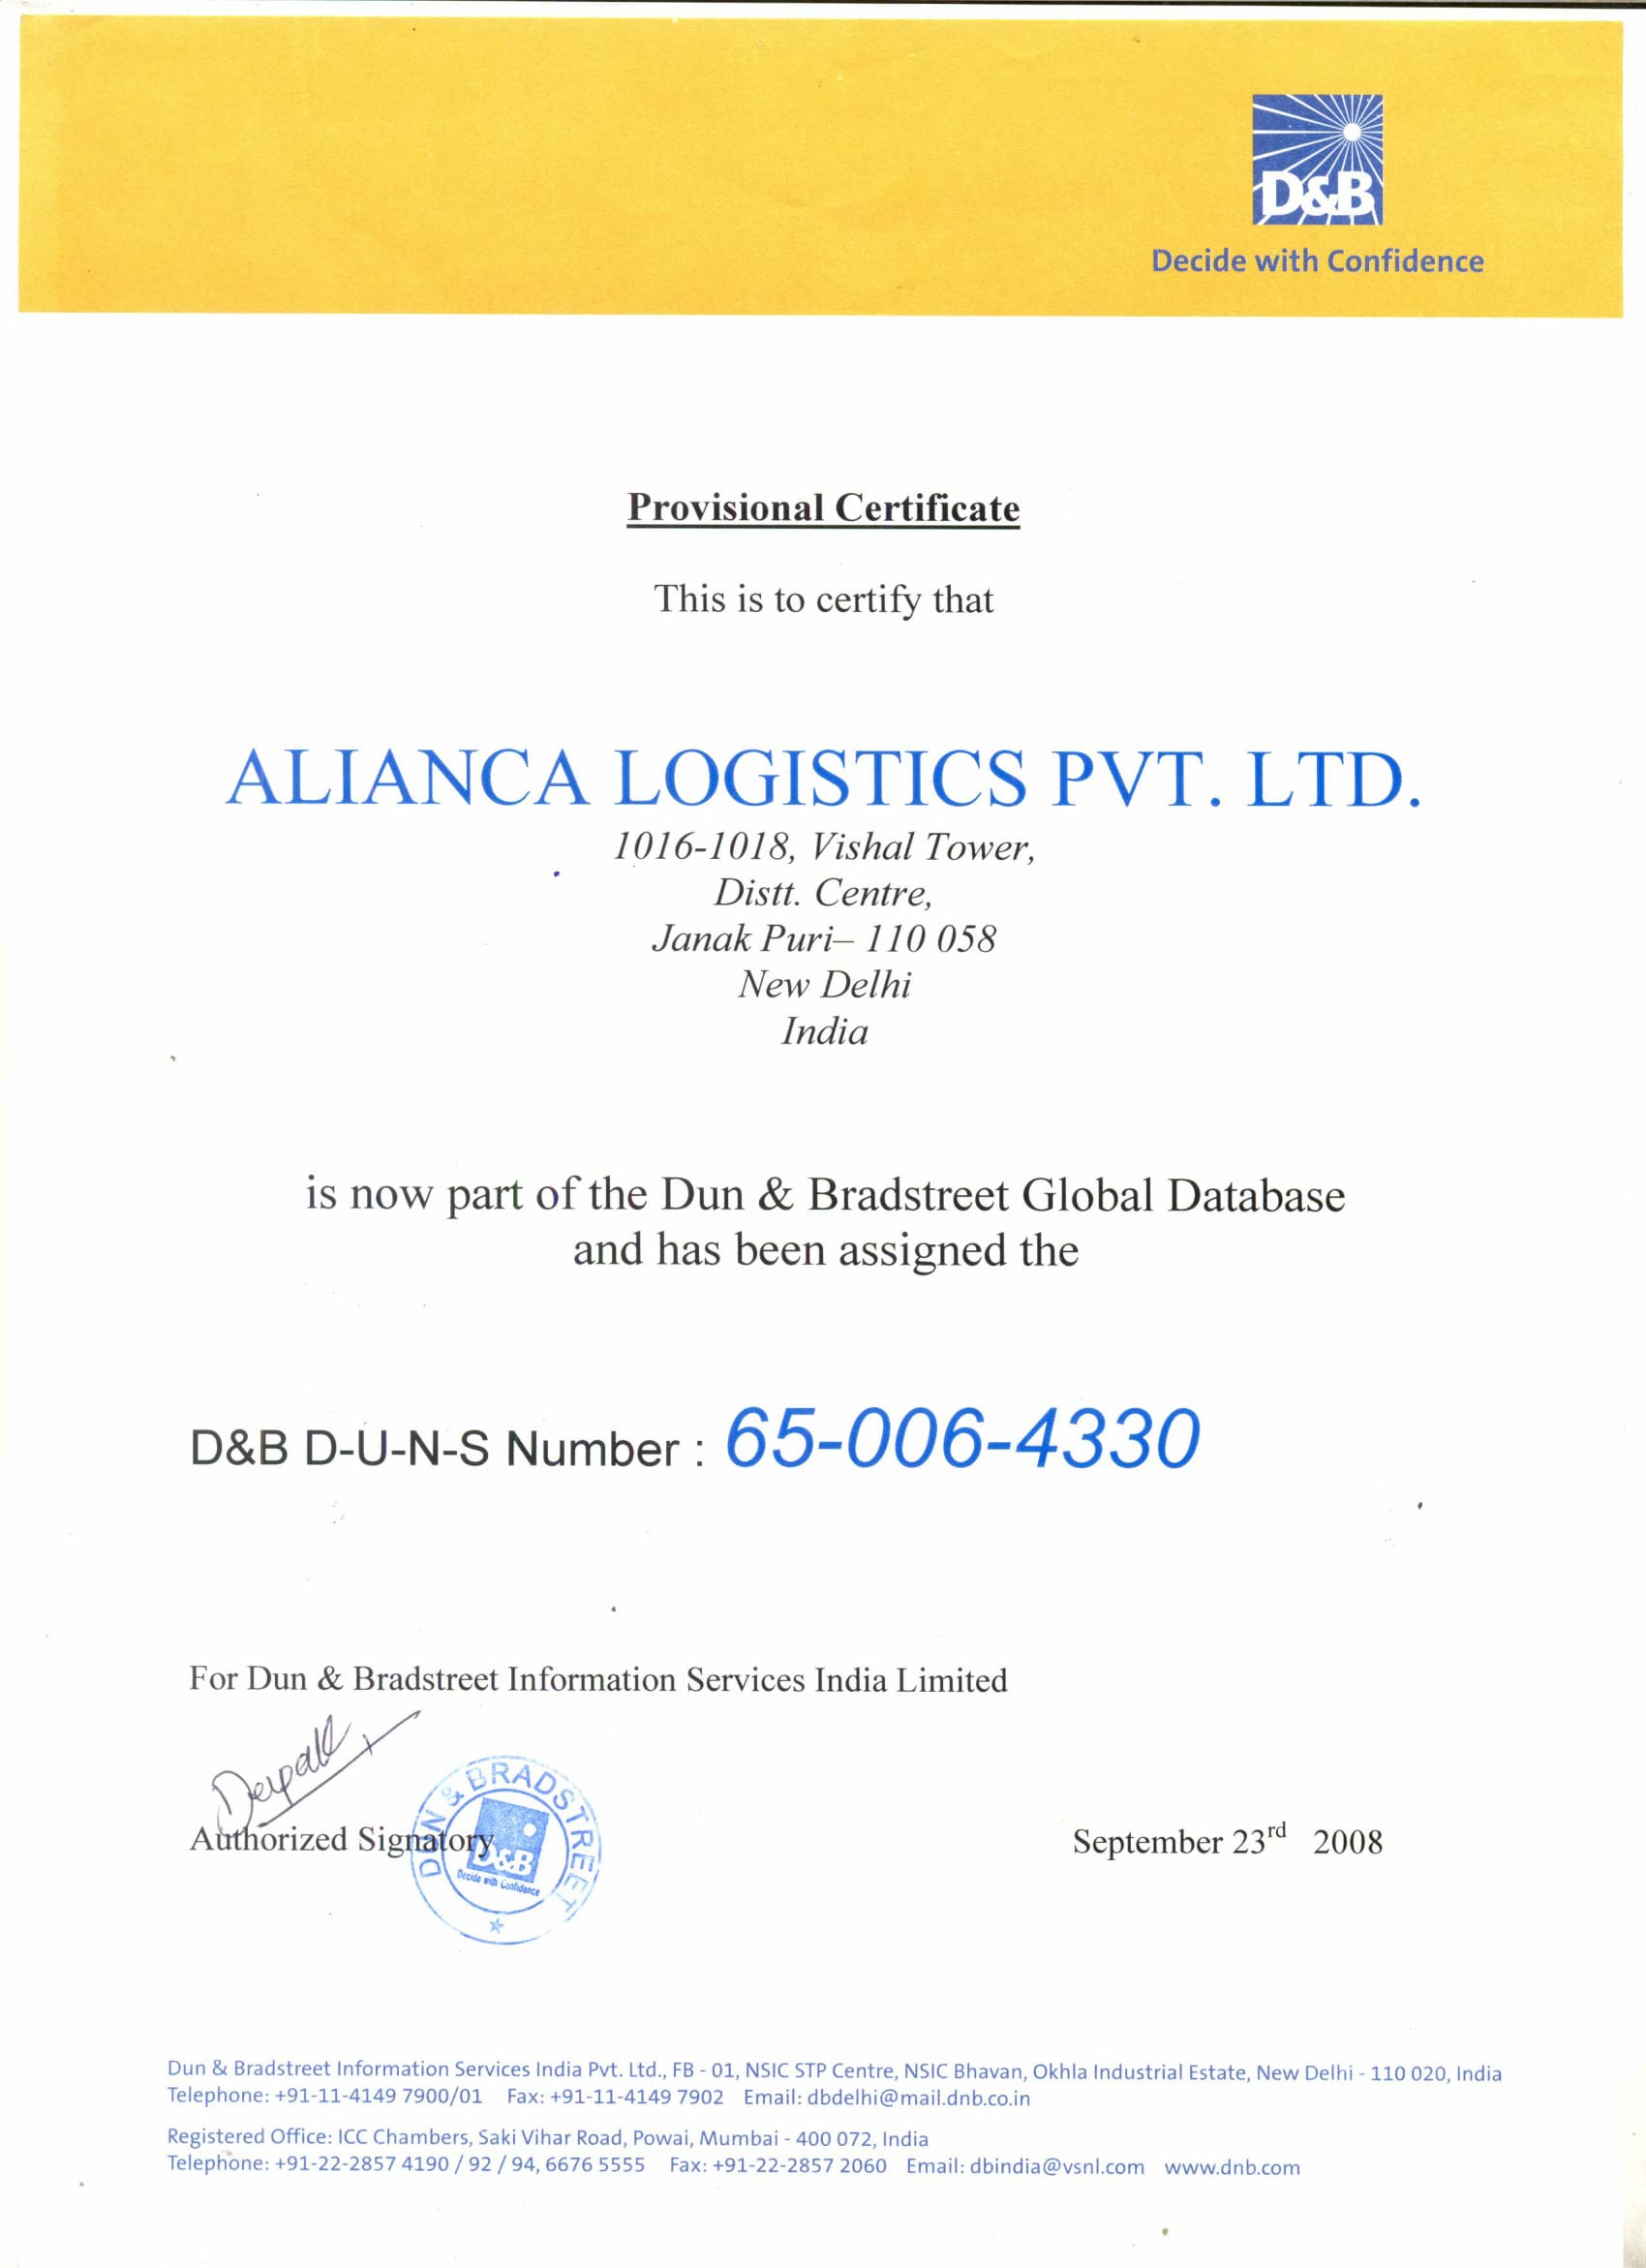 D&B
Decide with Confidence
Provisional Certificate
This is to certify that
ALIANCA LOGISTICS PVT. LTD.
1016-1018, Vishal Tower,
Distt. Centre,
Janak Puri– 110 058
New Delhi
India
is now part of the Dun & Bradstreet Global Database
and has been assigned the
D&B D-U-N-S Number : 65-006-4330
For Dun & Bradstreet Information Services India Limited
Deepak
Authorized Signatory
DUN & BRADSTREET
D&B
Decide with Confidence
September 23rd 2008
Dun & Bradstreet Information Services India Pvt. Ltd., FB - 01, NSIC STP Centre, NSIC Bhavan, Okhla Industrial Estate, New Delhi - 110 020, India
Telephone: +91-11-4149 7900/01 Fax: +91-11-4149 7902 Email: dbdelhi@mail.dnb.co.in
Registered Office: ICC Chambers, Saki Vihar Road, Powai, Mumbai - 400 072, India
Telephone: +91-22-2857 4190 / 92 / 94, 6676 5555 Fax: +91-22-2857 2060 Email: dbindia@vsnl.com www.dnb.com